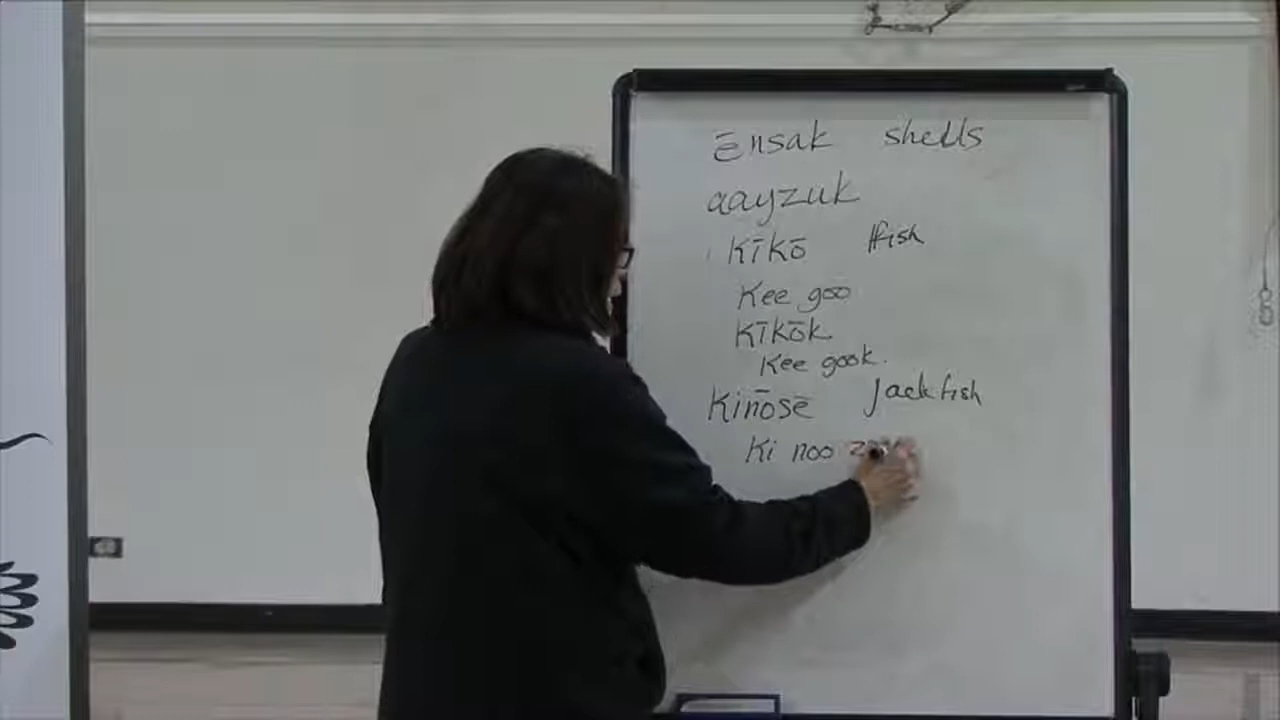 ēnsak shells
aayzuk
kīkō fish
Kee goo
kīkōk
Kee gook.
Kinōsē Jackfish
Ki noo